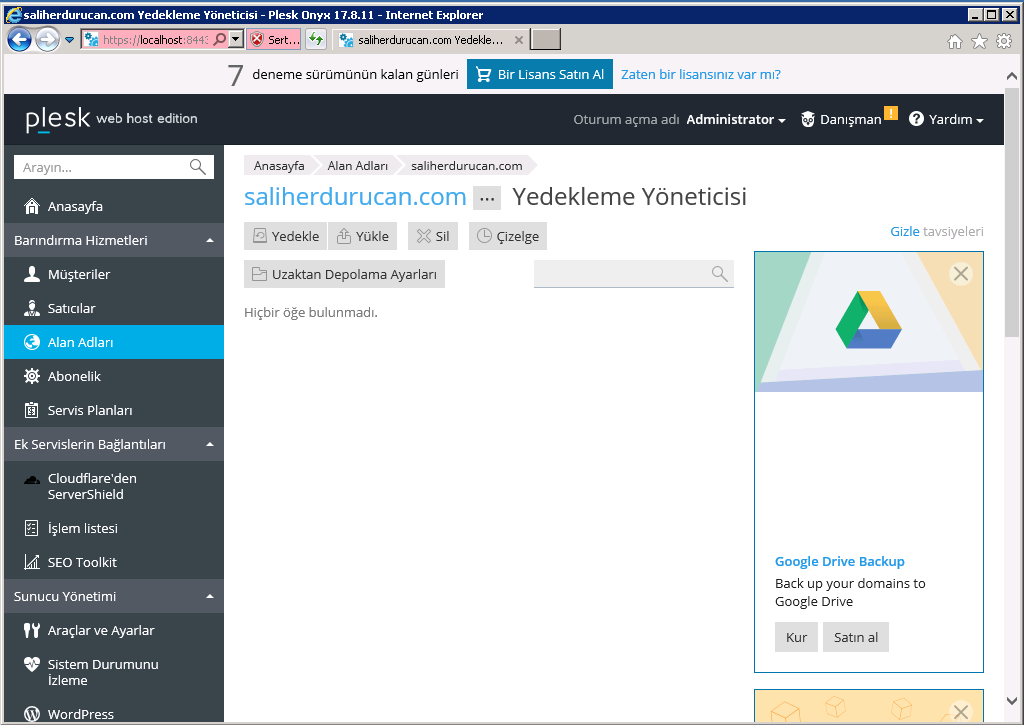 saliherdurucan.com Yedekleme Yöneticisi - Plesk Onyx 17.8.11 - Internet Explorer
https://localhost:844
Sert...
saliherdurucan.com Yedekle...
7 deneme sürümünün kalan günleri
Bir Lisans Satın Al
Zaten bir lisansınız var mı?
plesk web host edition
Oturum açma adı Administrator
Danışman
!
Yardım
Arayın...
Anasayfa
Barındırma Hizmetleri
Müşteriler
Satıcılar
Alan Adları
Abonelik
Servis Planları
Ek Servislerin Bağlantıları
Cloudflare'den
ServerShield
İşlem listesi
SEO Toolkit
Sunucu Yönetimi
Araçlar ve Ayarlar
Sistem Durumunu
İzleme
WordPress
Anasayfa
Alan Adları
saliherdurucan.com
saliherdurucan.com ... Yedekleme Yöneticisi
Yedekle
Yükle
Sil
Çizelge
Uzaktan Depolama Ayarları
Hiçbir öğe bulunmadı.
Gizle tavsiyeleri
Google Drive Backup
Back up your domains to
Google Drive
Kur
Satın al